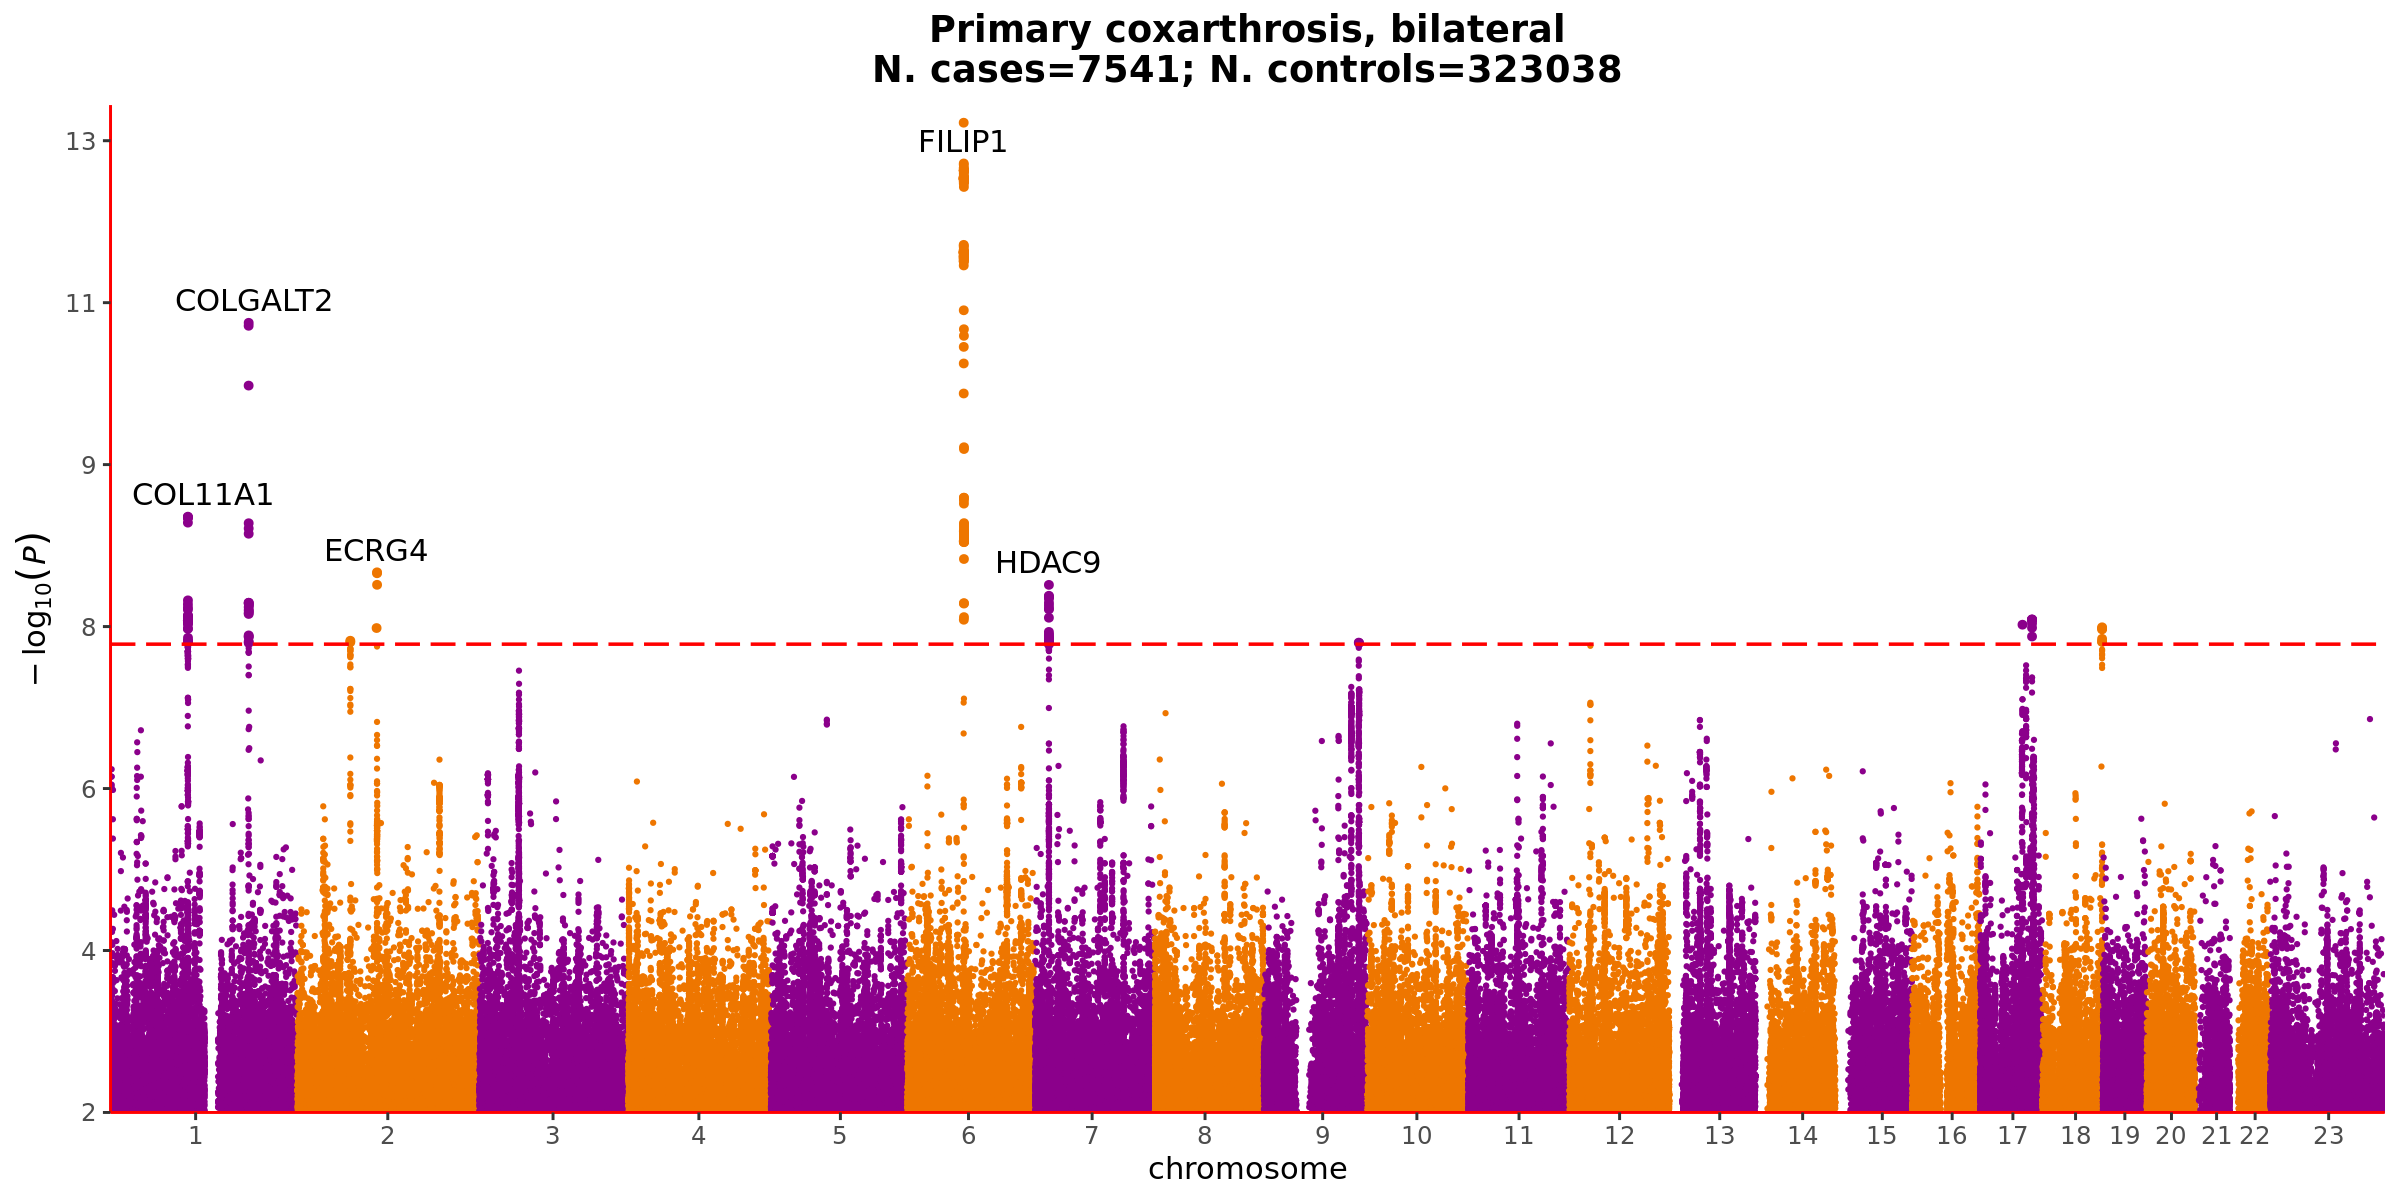 Primary coxarthrosis, bilateral
N. cases=7541; N. controls=323038
13
FILIP1
11
COLGALT2
9
COL11A1
ECRG4
HDAC9
8
6
4
2
−log10(P)
1 2 3 4 5 6 7 8 9 10 11 12 13 14 15 16 17 18 19 20 21 22 23
chromosome